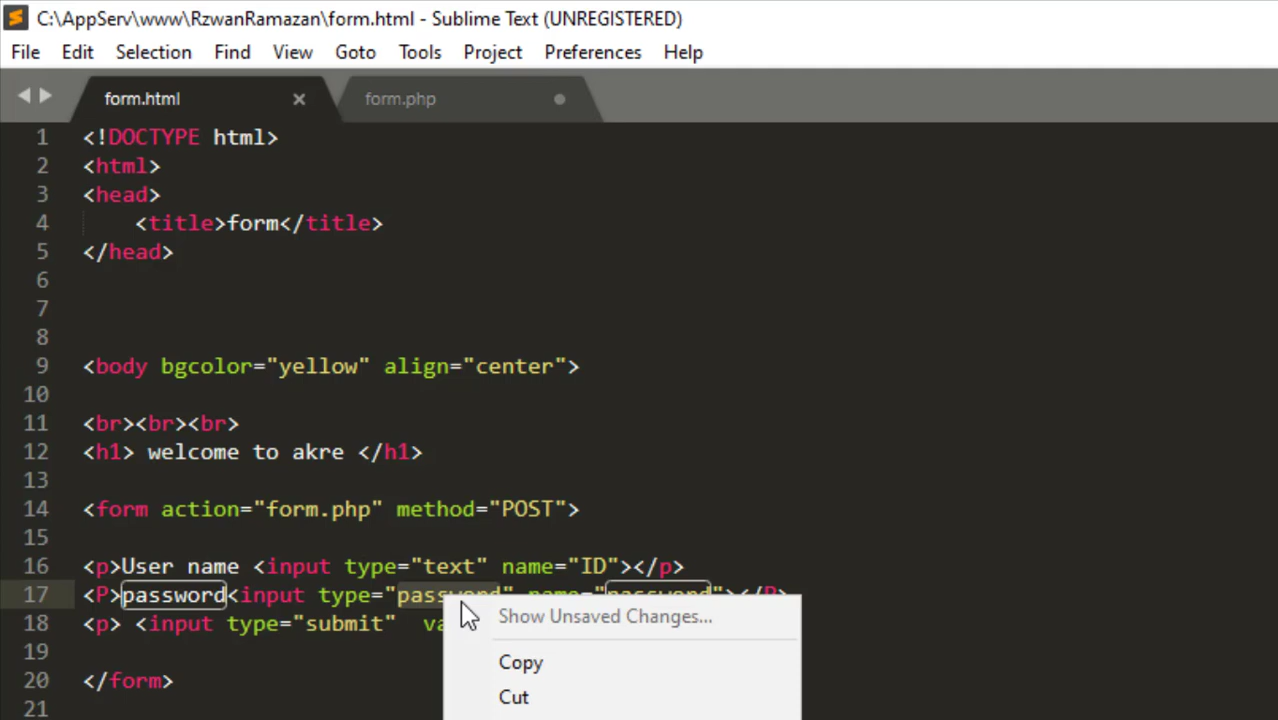 C:\AppServ\www\RzwanRamazan\form.html - Sublime Text (UNREGISTERED)
File Edit Selection Find View Goto Tools Project Preferences Help
form.html form.php
1 <!DOCTYPE html>
2 <html>
3 <head>
4 <title>form</title>
5 </head>
6
7
8
9 <body bgcolor="yellow" align="center">
10
11 <br><br><br>
12 <h1> welcome to akre </h1>
13
14 <form action="form.php" method="POST">
15
16 <p>User name <input type="text" name="ID"></p>
17 <P>password<input type="password" name="password"></P>
18 <p> <input type="submit" va
Show Unsaved Changes...
19
Copy
20 </form>
Cut
21